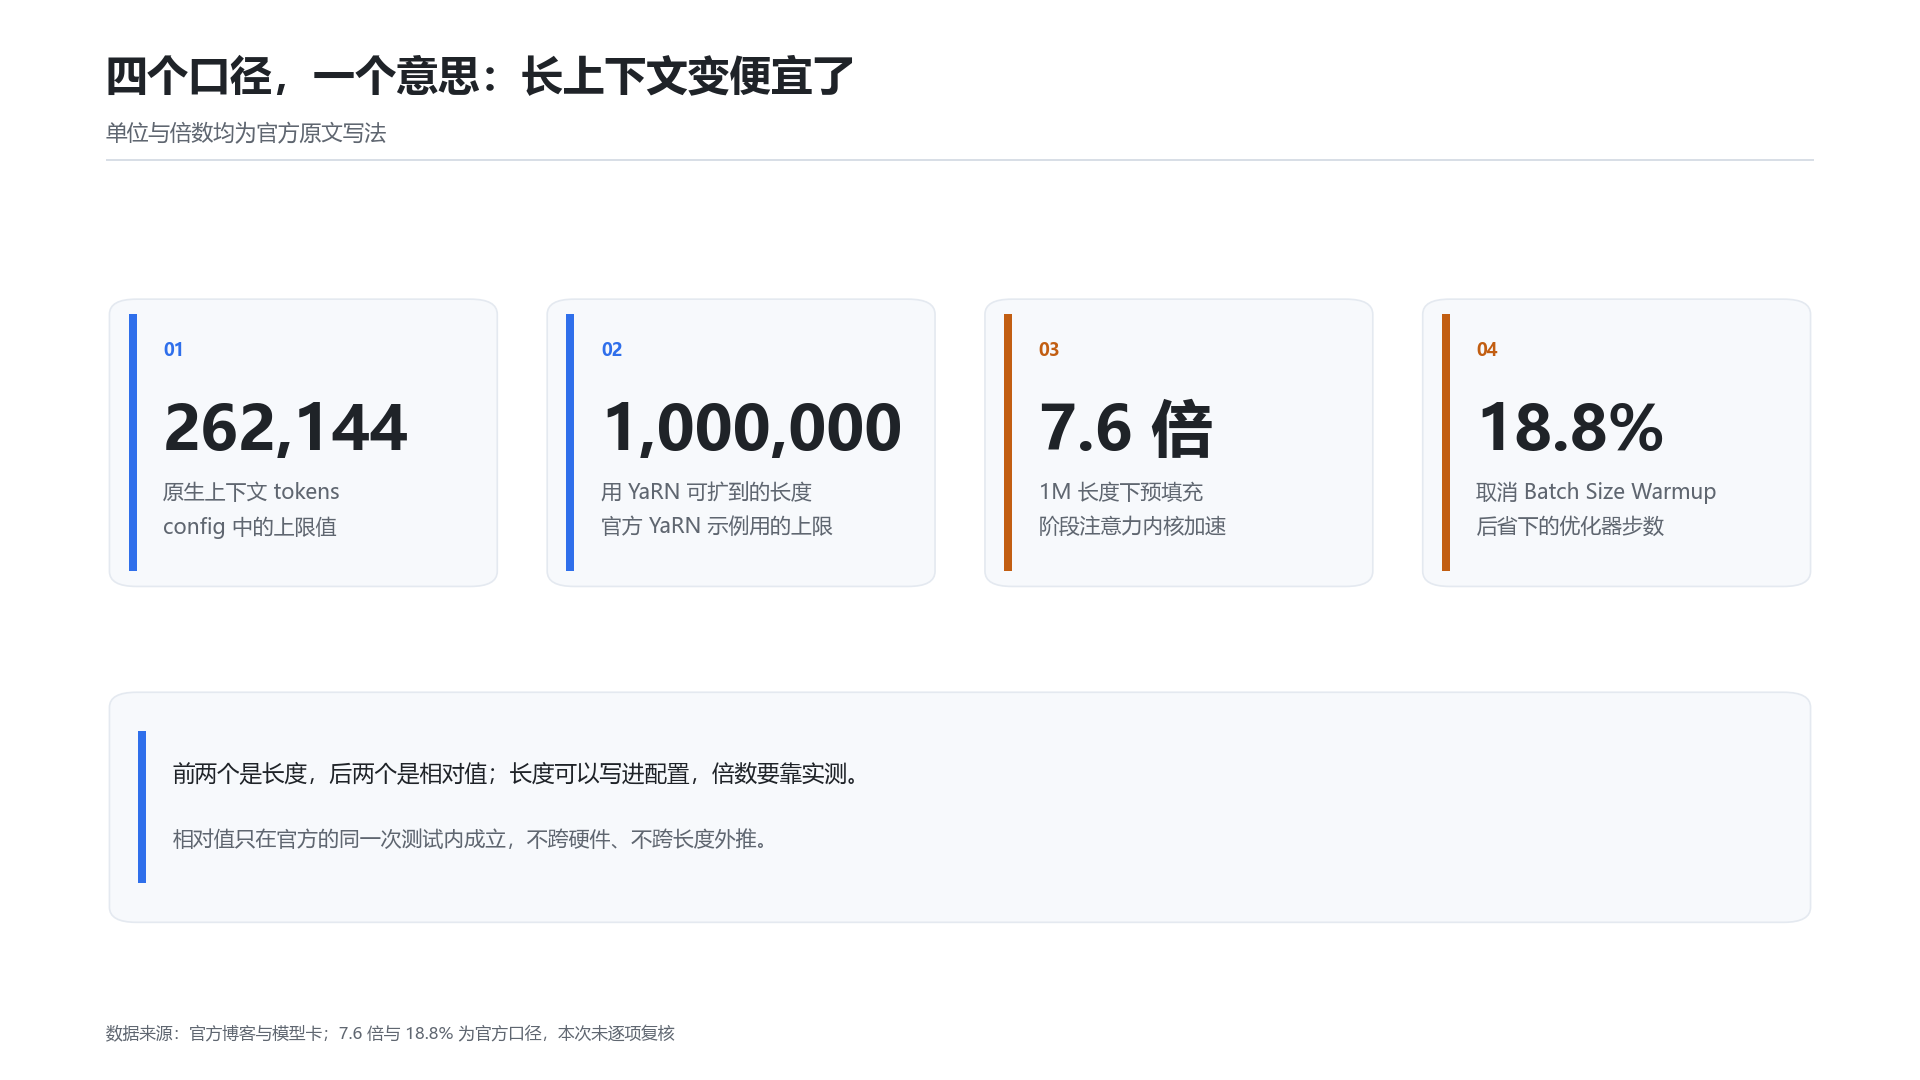 四个口径，一个意思：长上下文变便宜了
单位与倍数均为官方原文写法
01
262,144
原生上下文 tokens
config 中的上限值
02
1,000,000
用 YaRN 可扩到的长度
官方 YaRN 示例用的上限
03
7.6 倍
1M 长度下预填充
阶段注意力内核加速
04
18.8%
取消 Batch Size Warmup
后省下的优化器步数
前两个是长度，后两个是相对值；长度可以写进配置，倍数要靠实测。
相对值只在官方的同一次测试内成立，不跨硬件、不跨长度外推。
数据来源：官方博客与模型卡；7.6 倍与 18.8% 为官方口径，本次未逐项复核